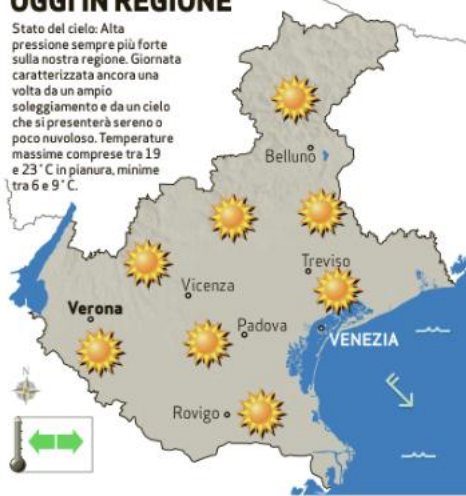 OGGI IN REGIONE
Stato del cielo: Alta
pressione sempre più forte
sulla nostra regione. Giornata
caratterizzata ancora una
volta da un ampio
soleggiamento e da un cielo
che si presenterà sereno o
poco nuvoloso. Temperature
massime comprese tra 19
e 23°C in pianura, minime
tra 6 e 9°C.
Belluno
Treviso
Vicenza
Verona
Padova
VENEZIA
Rovigo
N